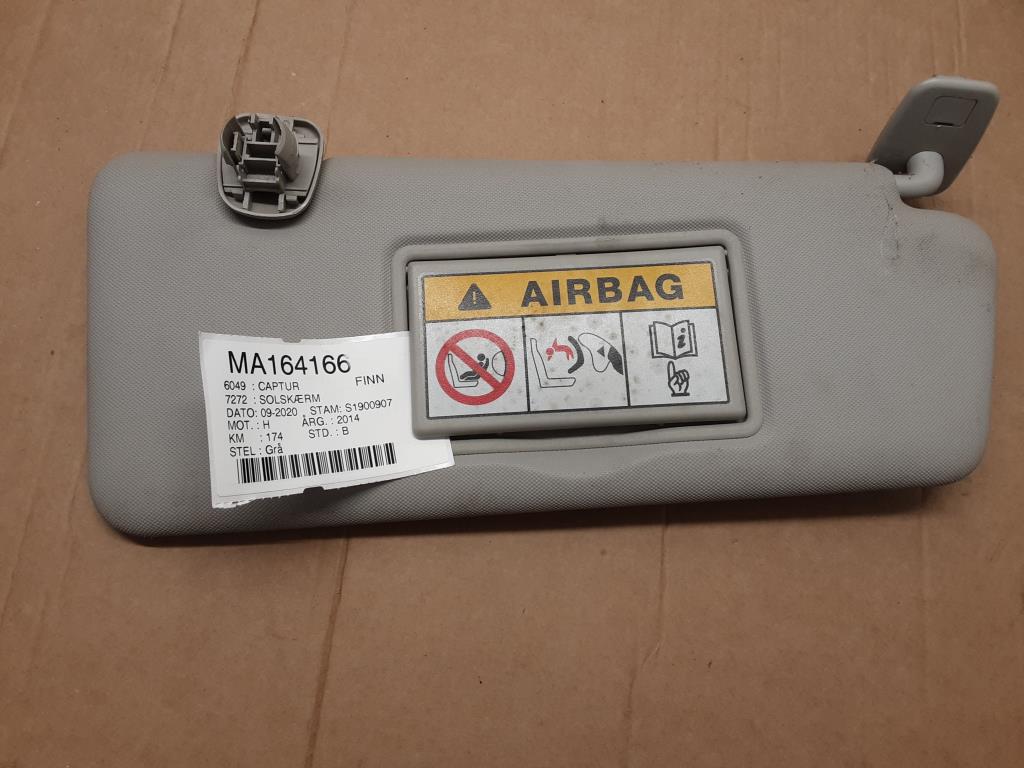 AIRBAG
MA164166
6049 : CAPTUR FINN
7272 : SOLSKÆRM
DATO: 09-2020 , STAM: S1900907
MOT. : H ÅRG. : 2014
KM : 174 STD. : B
STEL : Grå